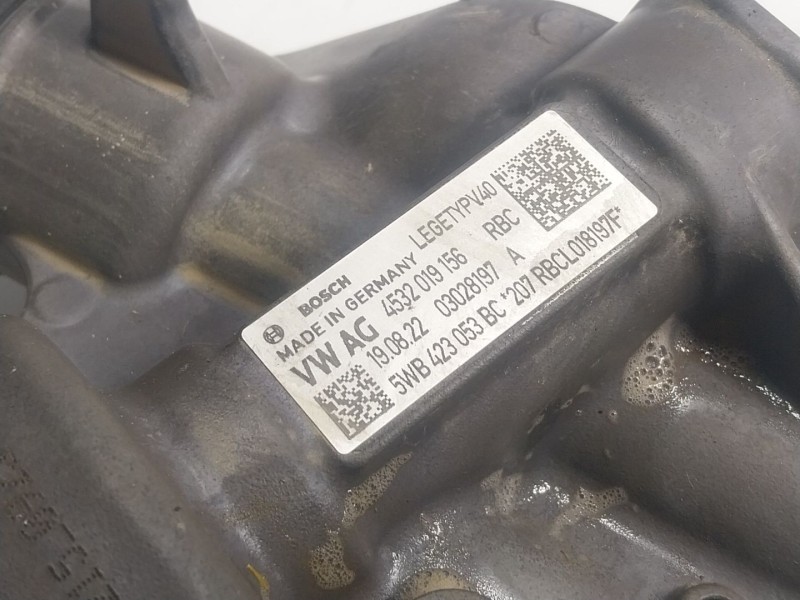 BOSCH
MADE IN GERMANY LEGETYPV40
VW AG 4532 019 156 RBC
19.08.22 03028197 A
5WB 423 053 BC *207 RBCL018197F*